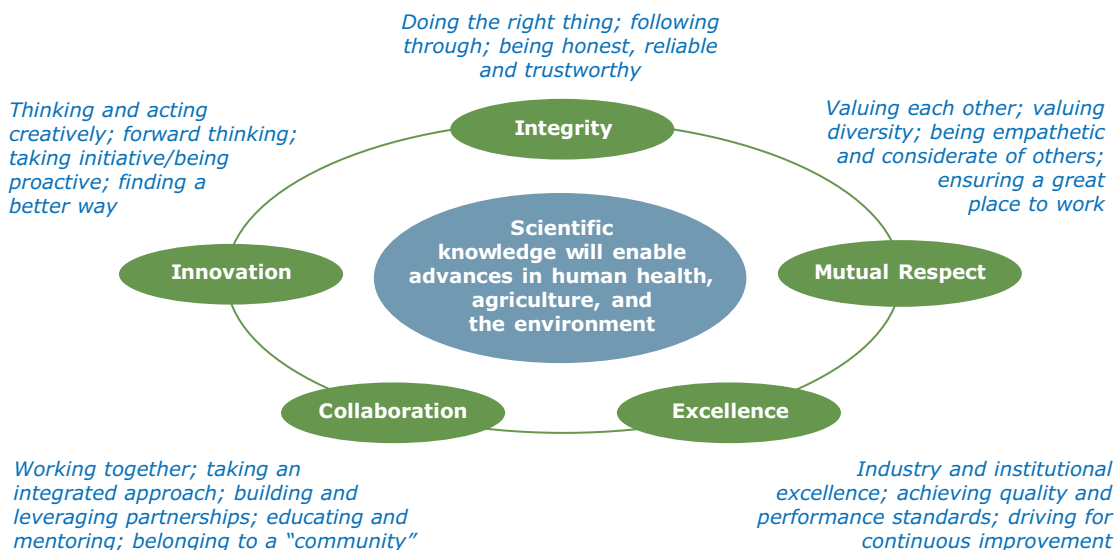 Doing the right thing; following
through; being honest, reliable
and trustworthy
Integrity
Thinking and acting
creatively; forward thinking;
taking initiative/being
proactive; finding a
better way
Valuing each other; valuing
diversity; being empathetic
and considerate of others;
ensuring a great
place to work
Innovation
Scientific
knowledge will enable
advances in human health,
agriculture, and
the environment
Mutual Respect
Collaboration
Excellence
Working together; taking an
integrated approach; building and
leveraging partnerships; educating and
mentoring; belonging to a “community”
Industry and institutional
excellence; achieving quality and
performance standards; driving for
continuous improvement